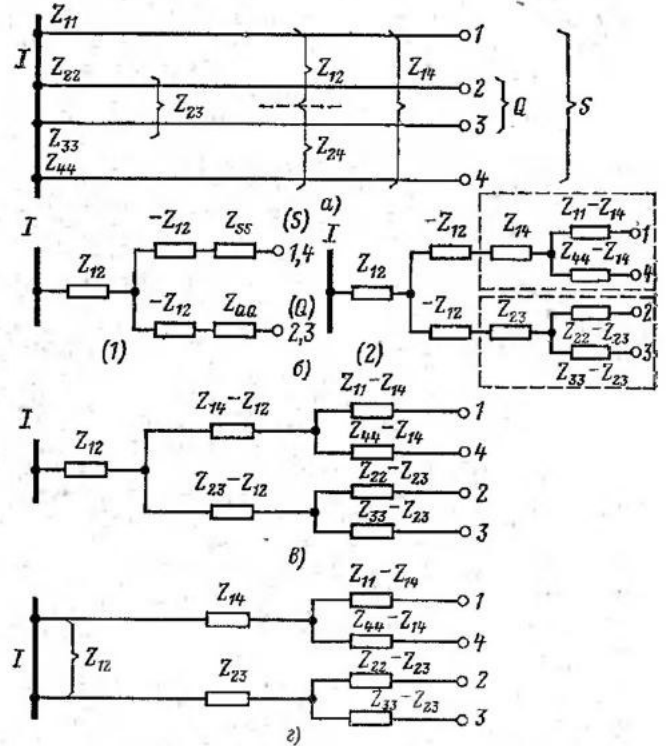 Z₁₁
I
1
Z₁₂ Z₁₄
Z₂₂
2
Z₂₃
Q S
3
Z₃₃
Z₂₄
Z₄₄
4
(S) а)
I
−Z₁₂ Z_SS
1,4
Z₁₂
−Z₁₂ Z_QQ (Q)
2,3
(1)
I
−Z₁₂ Z₁₄ Z₁₁−Z₁₄
1
Z₄₄−Z₁₄
4
Z₁₂
−Z₁₂ Z₂₃
2
Z₂₂−Z₂₃
3
Z₃₃−Z₂₃
(2)
б)
I
Z₁₁−Z₁₄
Z₁₄−Z₁₂
1
Z₄₄−Z₁₄
Z₁₂
4
Z₂₂−Z₂₃
Z₂₃−Z₁₂
2
Z₃₃−Z₂₃
3
в)
Z₁₁−Z₁₄
Z₁₄
1
Z₄₄−Z₁₄
4
I
Z₁₂
Z₂₂−Z₂₃
Z₂₃
2
Z₃₃−Z₂₃
3
г)